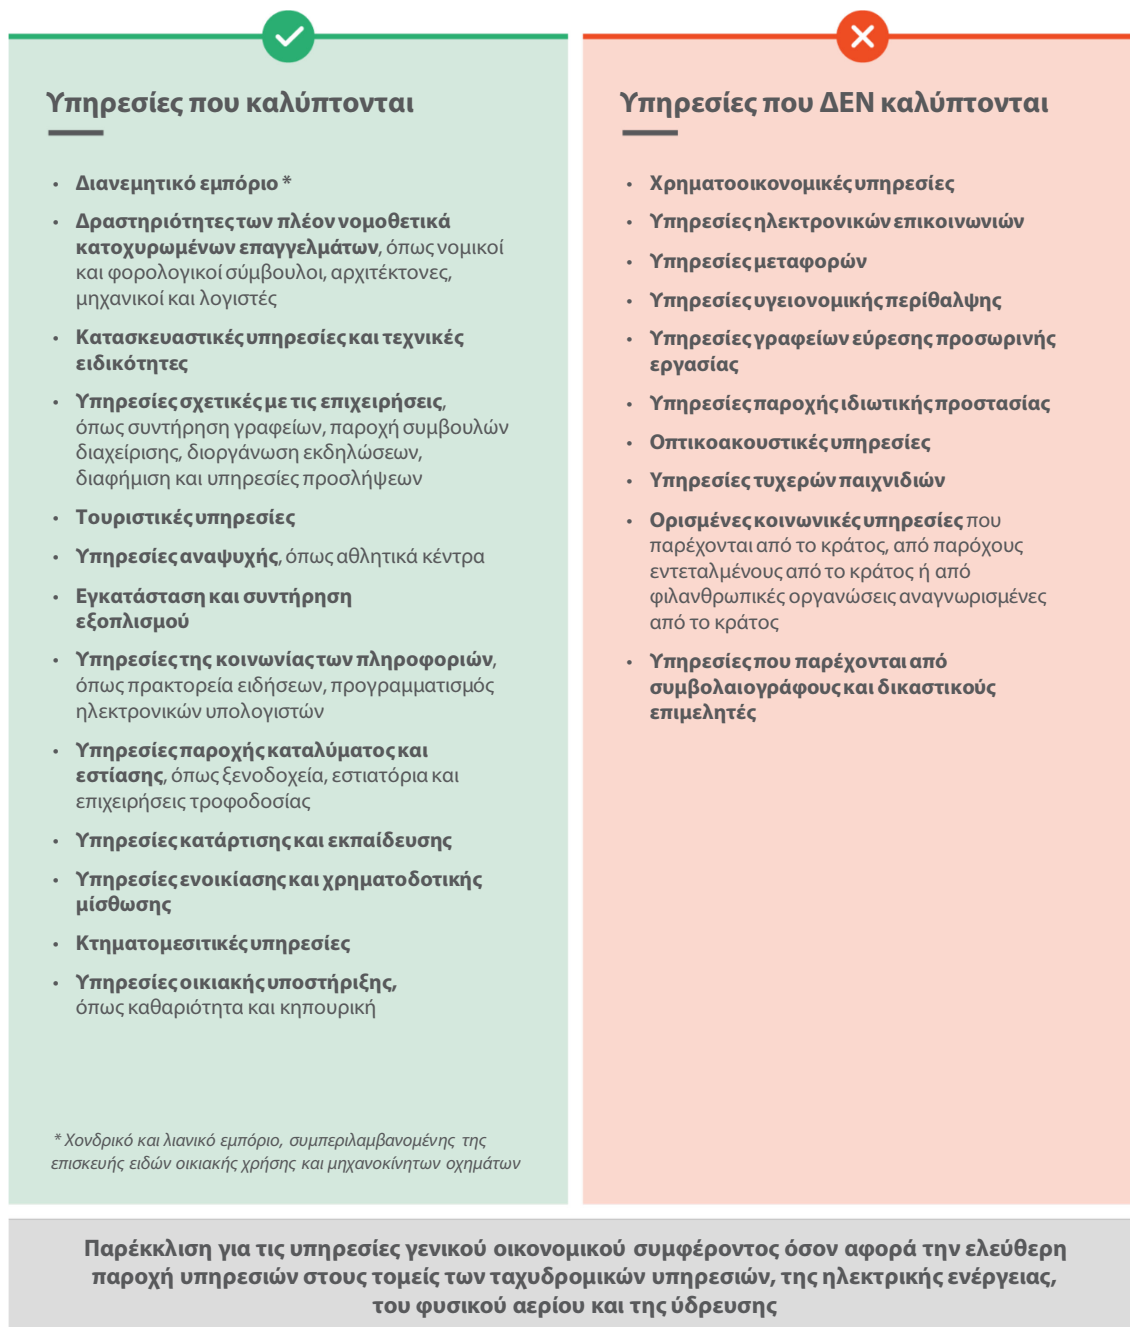 Υπηρεσίες που καλύπτονται
• Διανεμητικό εμπόριο *
• Δραστηριότητες των πλέον νομοθετικά
κατοχυρωμένων επαγγελμάτων, όπως νομικοί
και φορολογικοί σύμβουλοι, αρχιτέκτονες,
μηχανικοί και λογιστές
• Κατασκευαστικές υπηρεσίες και τεχνικές
ειδικότητες
• Υπηρεσίες σχετικές με τις επιχειρήσεις,
όπως συντήρηση γραφείων, παροχή συμβουλών
διαχείρισης, διοργάνωση εκδηλώσεων,
διαφήμιση και υπηρεσίες προσλήψεων
• Τουριστικές υπηρεσίες
• Υπηρεσίες αναψυχής, όπως αθλητικά κέντρα
• Εγκατάσταση και συντήρηση
εξοπλισμού
• Υπηρεσίες της κοινωνίας των πληροφοριών,
όπως πρακτορεία ειδήσεων, προγραμματισμός
ηλεκτρονικών υπολογιστών
• Υπηρεσίες παροχής καταλύματος και
εστίασης, όπως ξενοδοχεία, εστιατόρια και
επιχειρήσεις τροφοδοσίας
• Υπηρεσίες κατάρτισης και εκπαίδευσης
• Υπηρεσίες ενοικίασης και χρηματοδοτικής
μίσθωσης
• Κτηματομεσιτικές υπηρεσίες
• Υπηρεσίες οικιακής υποστήριξης,
όπως καθαριότητα και κηπουρική
* Χονδρικό και λιανικό εμπόριο, συμπεριλαμβανομένης της
επισκευής ειδών οικιακής χρήσης και μηχανοκίνητων οχημάτων
Υπηρεσίες που ΔΕΝ καλύπτονται
• Χρηματοοικονομικές υπηρεσίες
• Υπηρεσίες ηλεκτρονικών επικοινωνιών
• Υπηρεσίες μεταφορών
• Υπηρεσίες υγειονομικής περίθαλψης
• Υπηρεσίες γραφείων εύρεσης προσωρινής
εργασίας
• Υπηρεσίες παροχής ιδιωτικής προστασίας
• Οπτικοακουστικές υπηρεσίες
• Υπηρεσίες τυχερών παιχνιδιών
• Ορισμένες κοινωνικές υπηρεσίες που
παρέχονται από το κράτος, από παρόχους
εντεταλμένους από το κράτος ή από
φιλανθρωπικές οργανώσεις αναγνωρισμένες
από το κράτος
• Υπηρεσίες που παρέχονται από
συμβολαιογράφους και δικαστικούς
επιμελητές
Παρέκκλιση για τις υπηρεσίες γενικού οικονομικού συμφέροντος όσον αφορά την ελεύθερη
παροχή υπηρεσιών στους τομείς των ταχυδρομικών υπηρεσιών, της ηλεκτρικής ενέργειας,
του φυσικού αερίου και της ύδρευσης